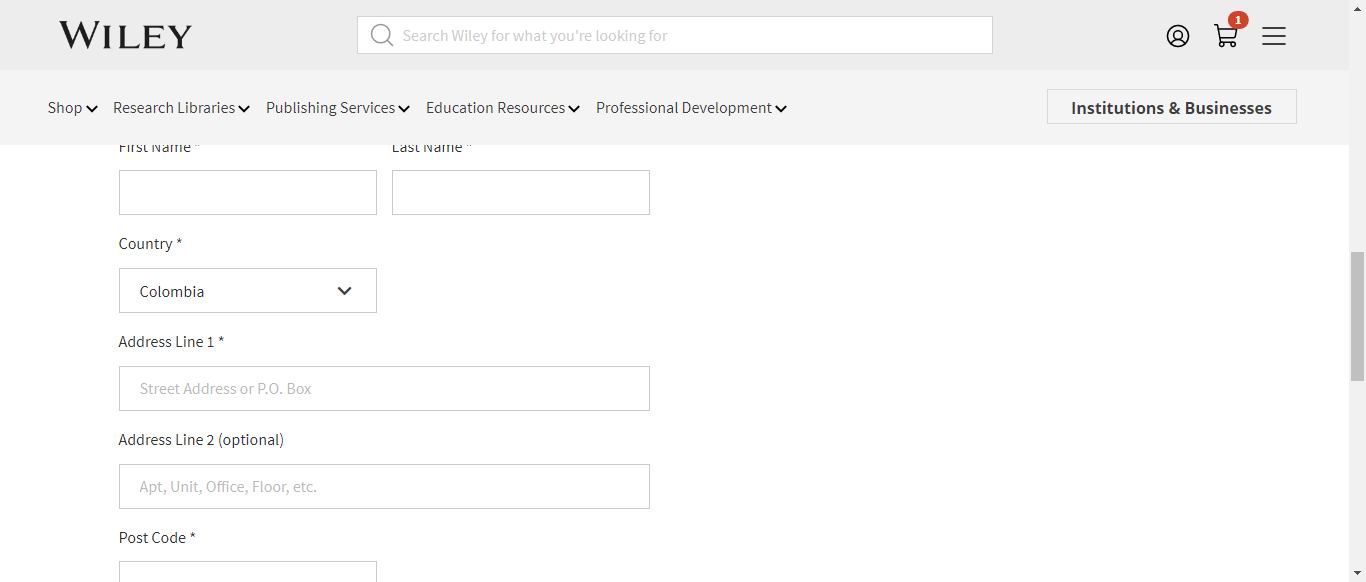 WILEY
Search Wiley for what you're looking for
1
Shop
Research Libraries
Publishing Services
Education Resources
Professional Development
Institutions & Businesses
First Name *
Last Name *
Country *
Colombia
Address Line 1 *
Street Address or P.O. Box
Address Line 2 (optional)
Apt, Unit, Office, Floor, etc.
Post Code *